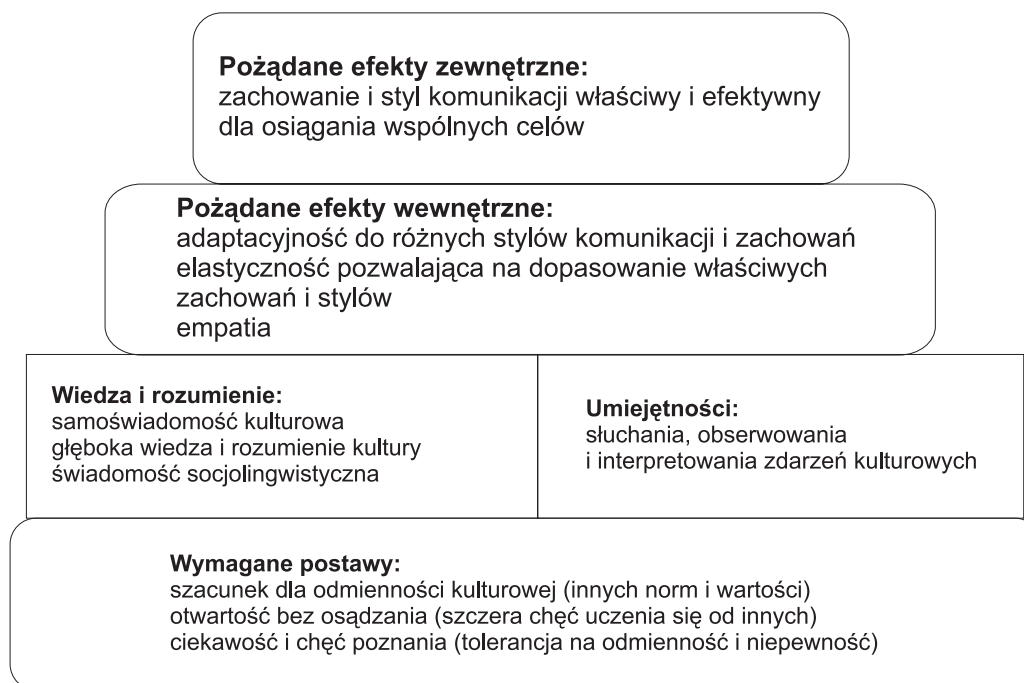 Pożądane efekty zewnętrzne:
zachowanie i styl komunikacji właściwy i efektywny
dla osiągania wspólnych celów
Pożądane efekty wewnętrzne:
adaptacyjność do różnych stylów komunikacji i zachowań
elastyczność pozwalająca na dopasowanie właściwych
zachowań i stylów
empatia
Wiedza i rozumienie:
samoświadomość kulturowa
głęboka wiedza i rozumienie kultury
świadomość socjolingwistyczna
Umiejętności:
słuchania, obserwowania
i interpretowania zdarzeń kulturowych
Wymagane postawy:
szacunek dla odmienności kulturowej (innych norm i wartości)
otwartość bez osądzania (szczera chęć uczenia się od innych)
ciekawość i chęć poznania (tolerancja na odmienność i niepewność)